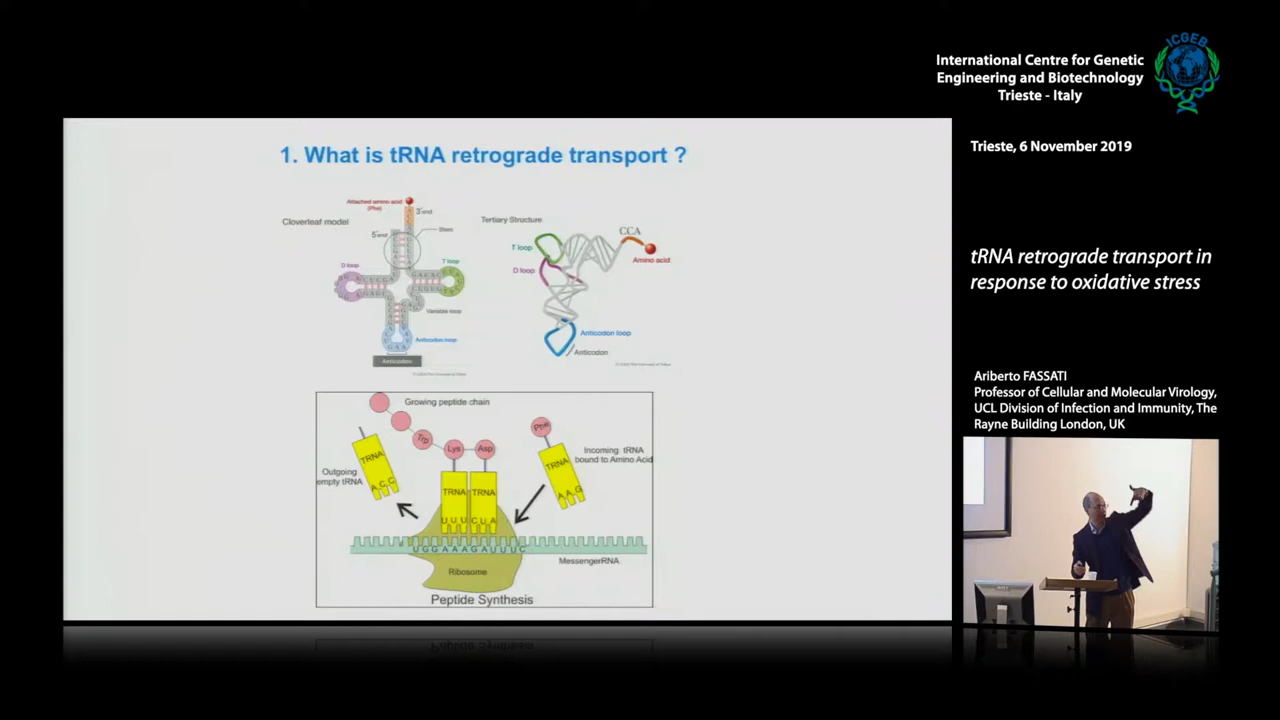 ICGEB
International Centre for Genetic
Engineering and Biotechnology
Trieste - Italy
Trieste, 6 November 2019
tRNA retrograde transport in
response to oxidative stress
Ariberto FASSATI
Professor of Cellular and Molecular Virology,
UCL Division of Infection and Immunity, The
Rayne Building London, UK
1. What is tRNA retrograde transport ?
Attached amino acid
(Phe)
Cloverleaf model
3' end
5' end
Stem
D loop
T loop
Variable loop
Anticodon loop
Anticodon
Tertiary Structure
CCA
T loop
Amino acid
D loop
Anticodon loop
Anticodon
Growing peptide chain
Trp
Lys
Asp
Phe
Incoming tRNA
bound to Amino Acid
Outgoing
empty tRNA
TRNA
A C C
TRNA
TRNA
TRNA
A A G
U U U C U A
U G G A A A G A U U U C
MessengerRNA
Ribosome
Peptide Synthesis